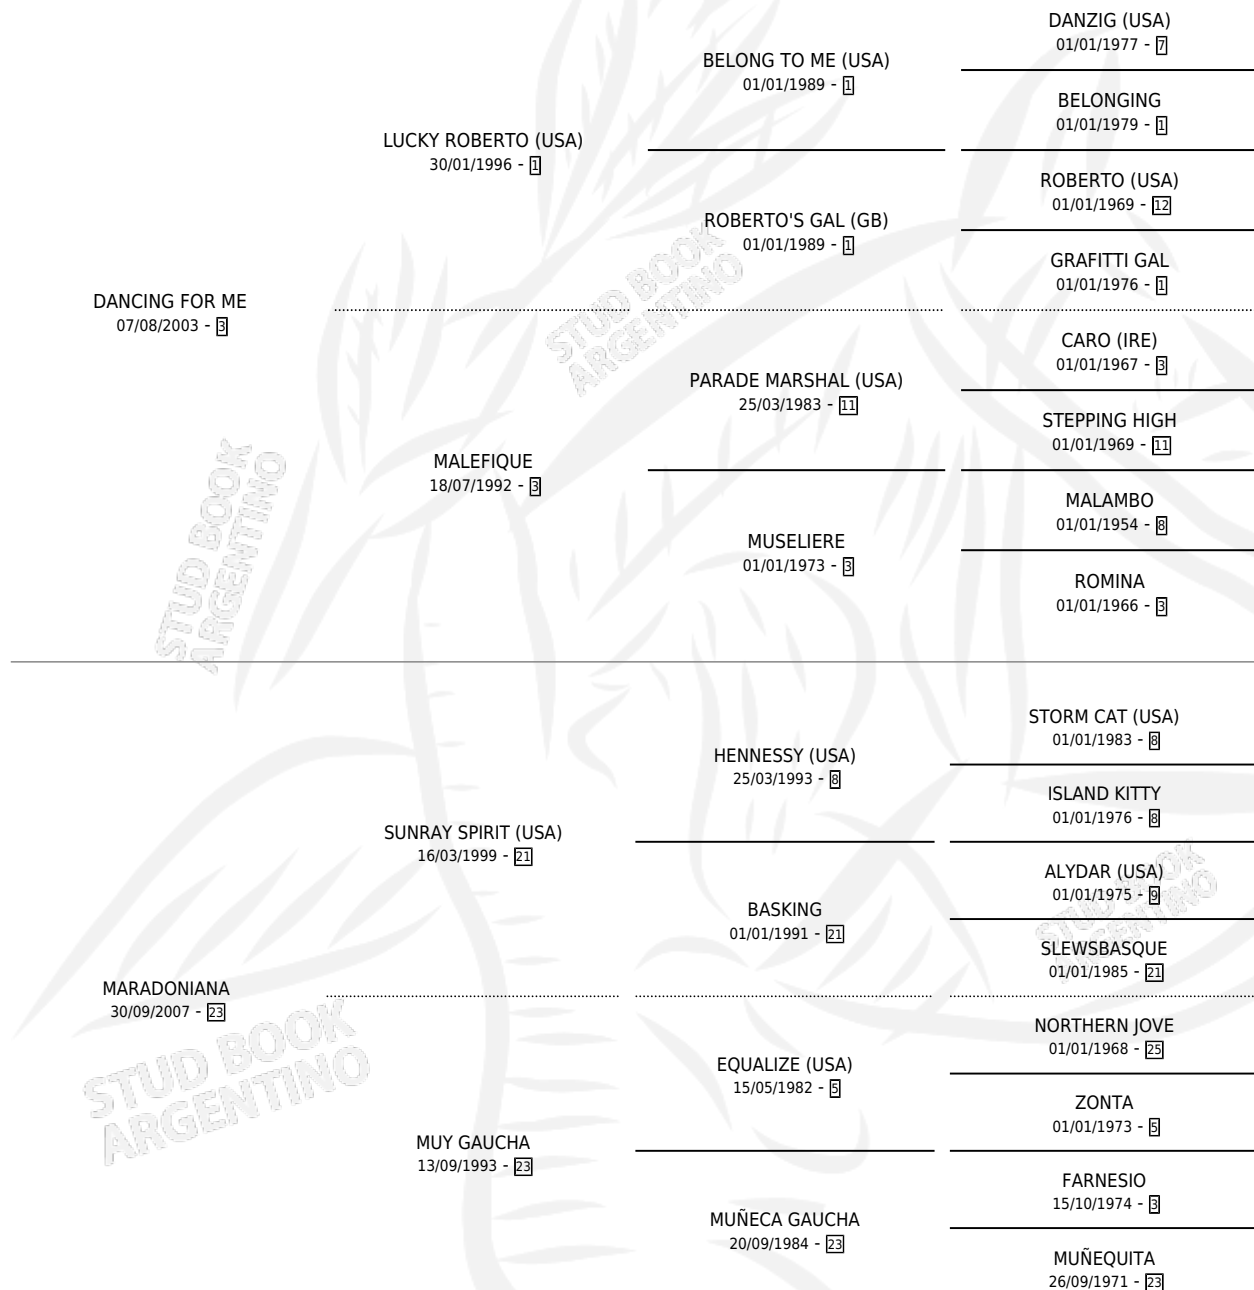 DANZIG (USA)
01/01/1977 - 7
BELONG TO ME (USA)
01/01/1989 - 1
BELONGING
01/01/1979 - 1
LUCKY ROBERTO (USA)
30/01/1996 - 1
ROBERTO (USA)
01/01/1969 - 12
ROBERTO'S GAL (GB)
01/01/1989 - 1
GRAFITTI GAL
01/01/1976 - 1
DANCING FOR ME
07/08/2003 - 3
CARO (IRE)
01/01/1967 - 3
PARADE MARSHAL (USA)
25/03/1983 - 11
STEPPING HIGH
01/01/1969 - 11
MALEFIQUE
18/07/1992 - 3
MALAMBO
01/01/1954 - 8
MUSELIERE
01/01/1973 - 3
ROMINA
01/01/1966 - 3
STORM CAT (USA)
01/01/1983 - 8
HENNESSY (USA)
25/03/1993 - 8
ISLAND KITTY
01/01/1976 - 8
SUNRAY SPIRIT (USA)
16/03/1999 - 21
ALYDAR (USA)
01/01/1975 - 9
BASKING
01/01/1991 - 21
SLEWSBASQUE
01/01/1985 - 21
MARADONIANA
30/09/2007 - 23
NORTHERN JOVE
01/01/1968 - 25
EQUALIZE (USA)
15/05/1982 - 5
ZONTA
01/01/1973 - 5
MUY GAUCHA
13/09/1993 - 23
FARNESIO
15/10/1974 - 3
MUÑECA GAUCHA
20/09/1984 - 23
MUÑEQUITA
26/09/1971 - 23
STUD BOOK
ARGENTINO
STUD BOOK
ARGENTINO
STUD BOOK
ARGENTINO
STUD BOOK
ARGENTINO